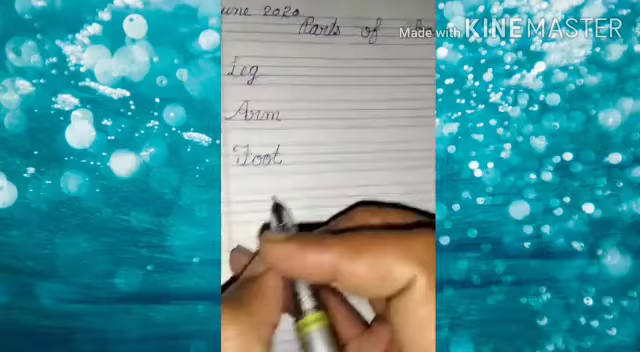 une 2020
Parts of
Made with KINEMASTER
Leg
Arm
Foot